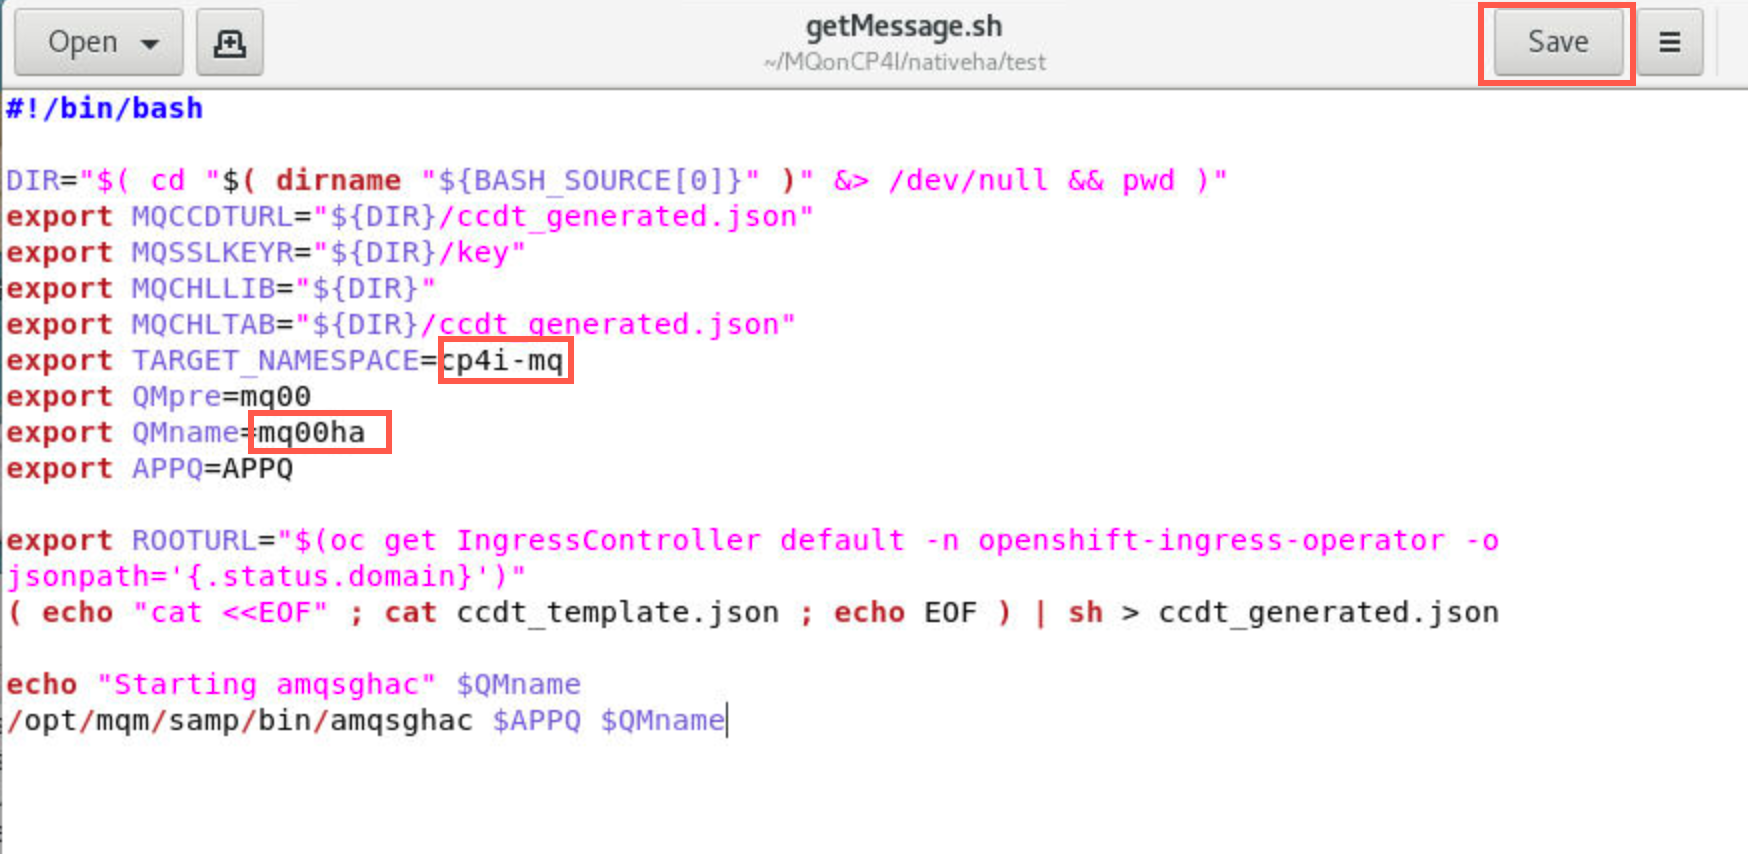 Open
getMessage.sh
~/MQonCP4I/nativeha/test
Save
#!/bin/bash
DIR="$( cd "$( dirname "${BASH_SOURCE[0]}" )" &> /dev/null && pwd )"
export MQCCDTURL="${DIR}/ccdt_generated.json"
export MQSSLKEYR="${DIR}/key"
export MQCHLLIB="${DIR}"
export MQCHLTAB="${DIR}/ccdt_generated.json"
export TARGET_NAMESPACE=cp4i-mq
export QMpre=mq00
export QMname=mq00ha
export APPQ=APPQ
export ROOTURL="$(oc get IngressController default -n openshift-ingress-operator -o
jsonpath='{.status.domain}')"
( echo "cat <<EOF" ; cat ccdt_template.json ; echo EOF ) | sh > ccdt_generated.json
echo "Starting amqsghac" $QMname
/opt/mqm/samp/bin/amqsghac $APPQ $QMname